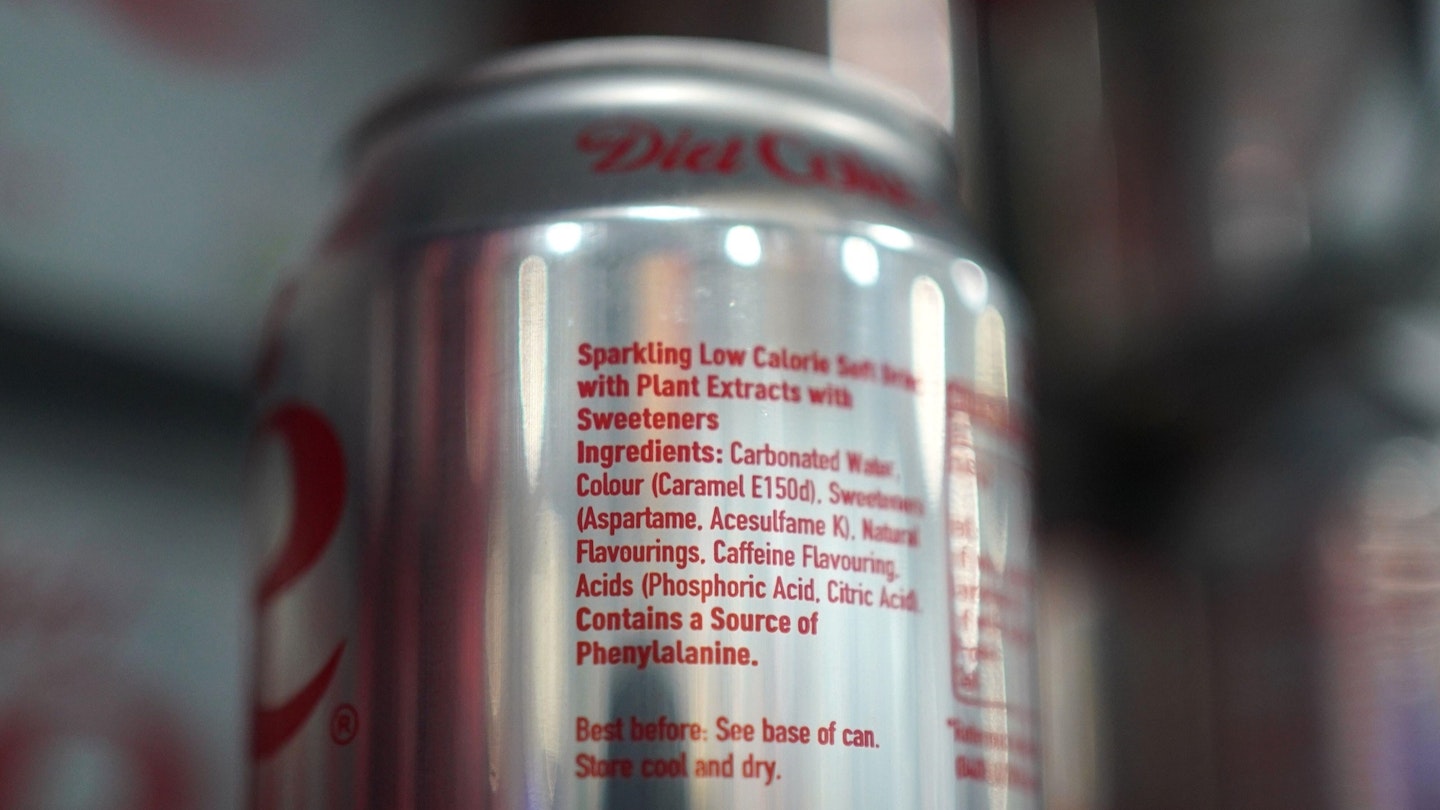 Diet Coke
Sparkling Low Calorie Soft Drink
with Plant Extracts with
Sweeteners
Ingredients: Carbonated Water,
Colour (Caramel E150d), Sweeteners
(Aspartame, Acesulfame K), Natural
Flavourings, Caffeine Flavouring,
Acids (Phosphoric Acid, Citric Acid).
Contains a Source of
Phenylalanine.
Best before: See base of can.
Store cool and dry.
®